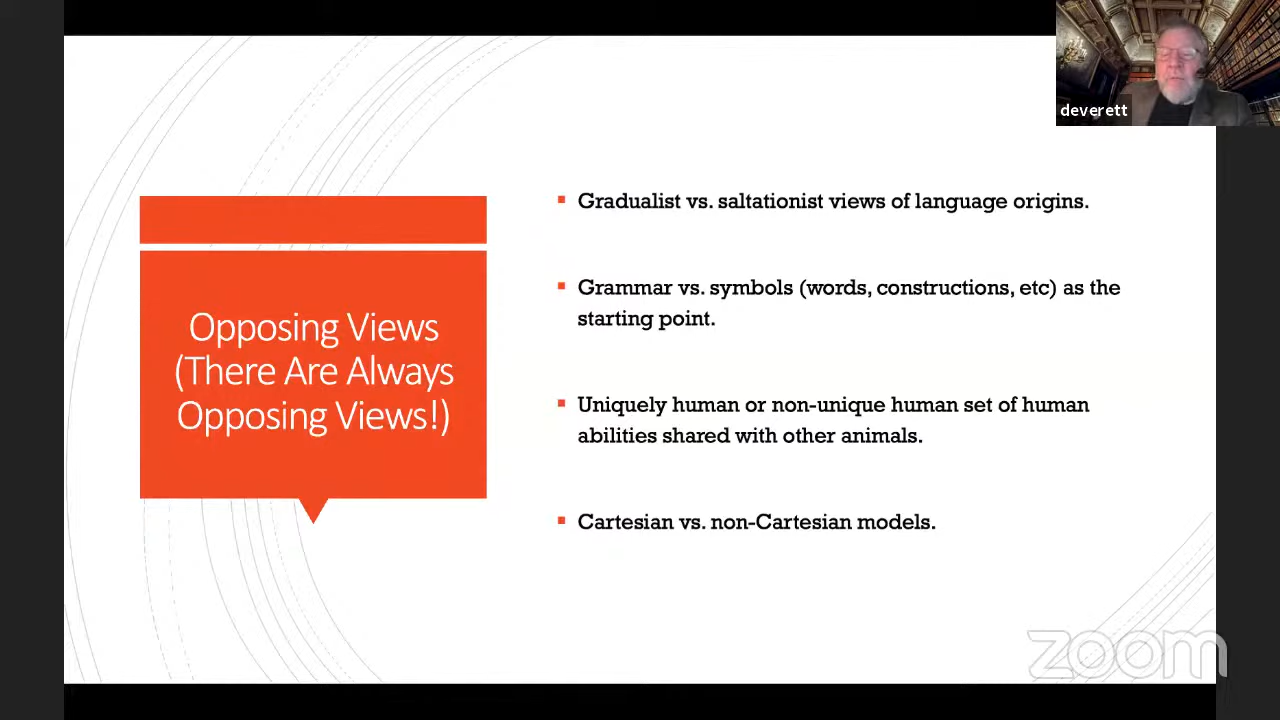 deverett
Opposing Views
(There Are Always
Opposing Views!)
Gradualist vs. saltationist views of language origins.
Grammar vs. symbols (words, constructions, etc) as the
starting point.
Uniquely human or non-unique human set of human
abilities shared with other animals.
Cartesian vs. non-Cartesian models.
zoom